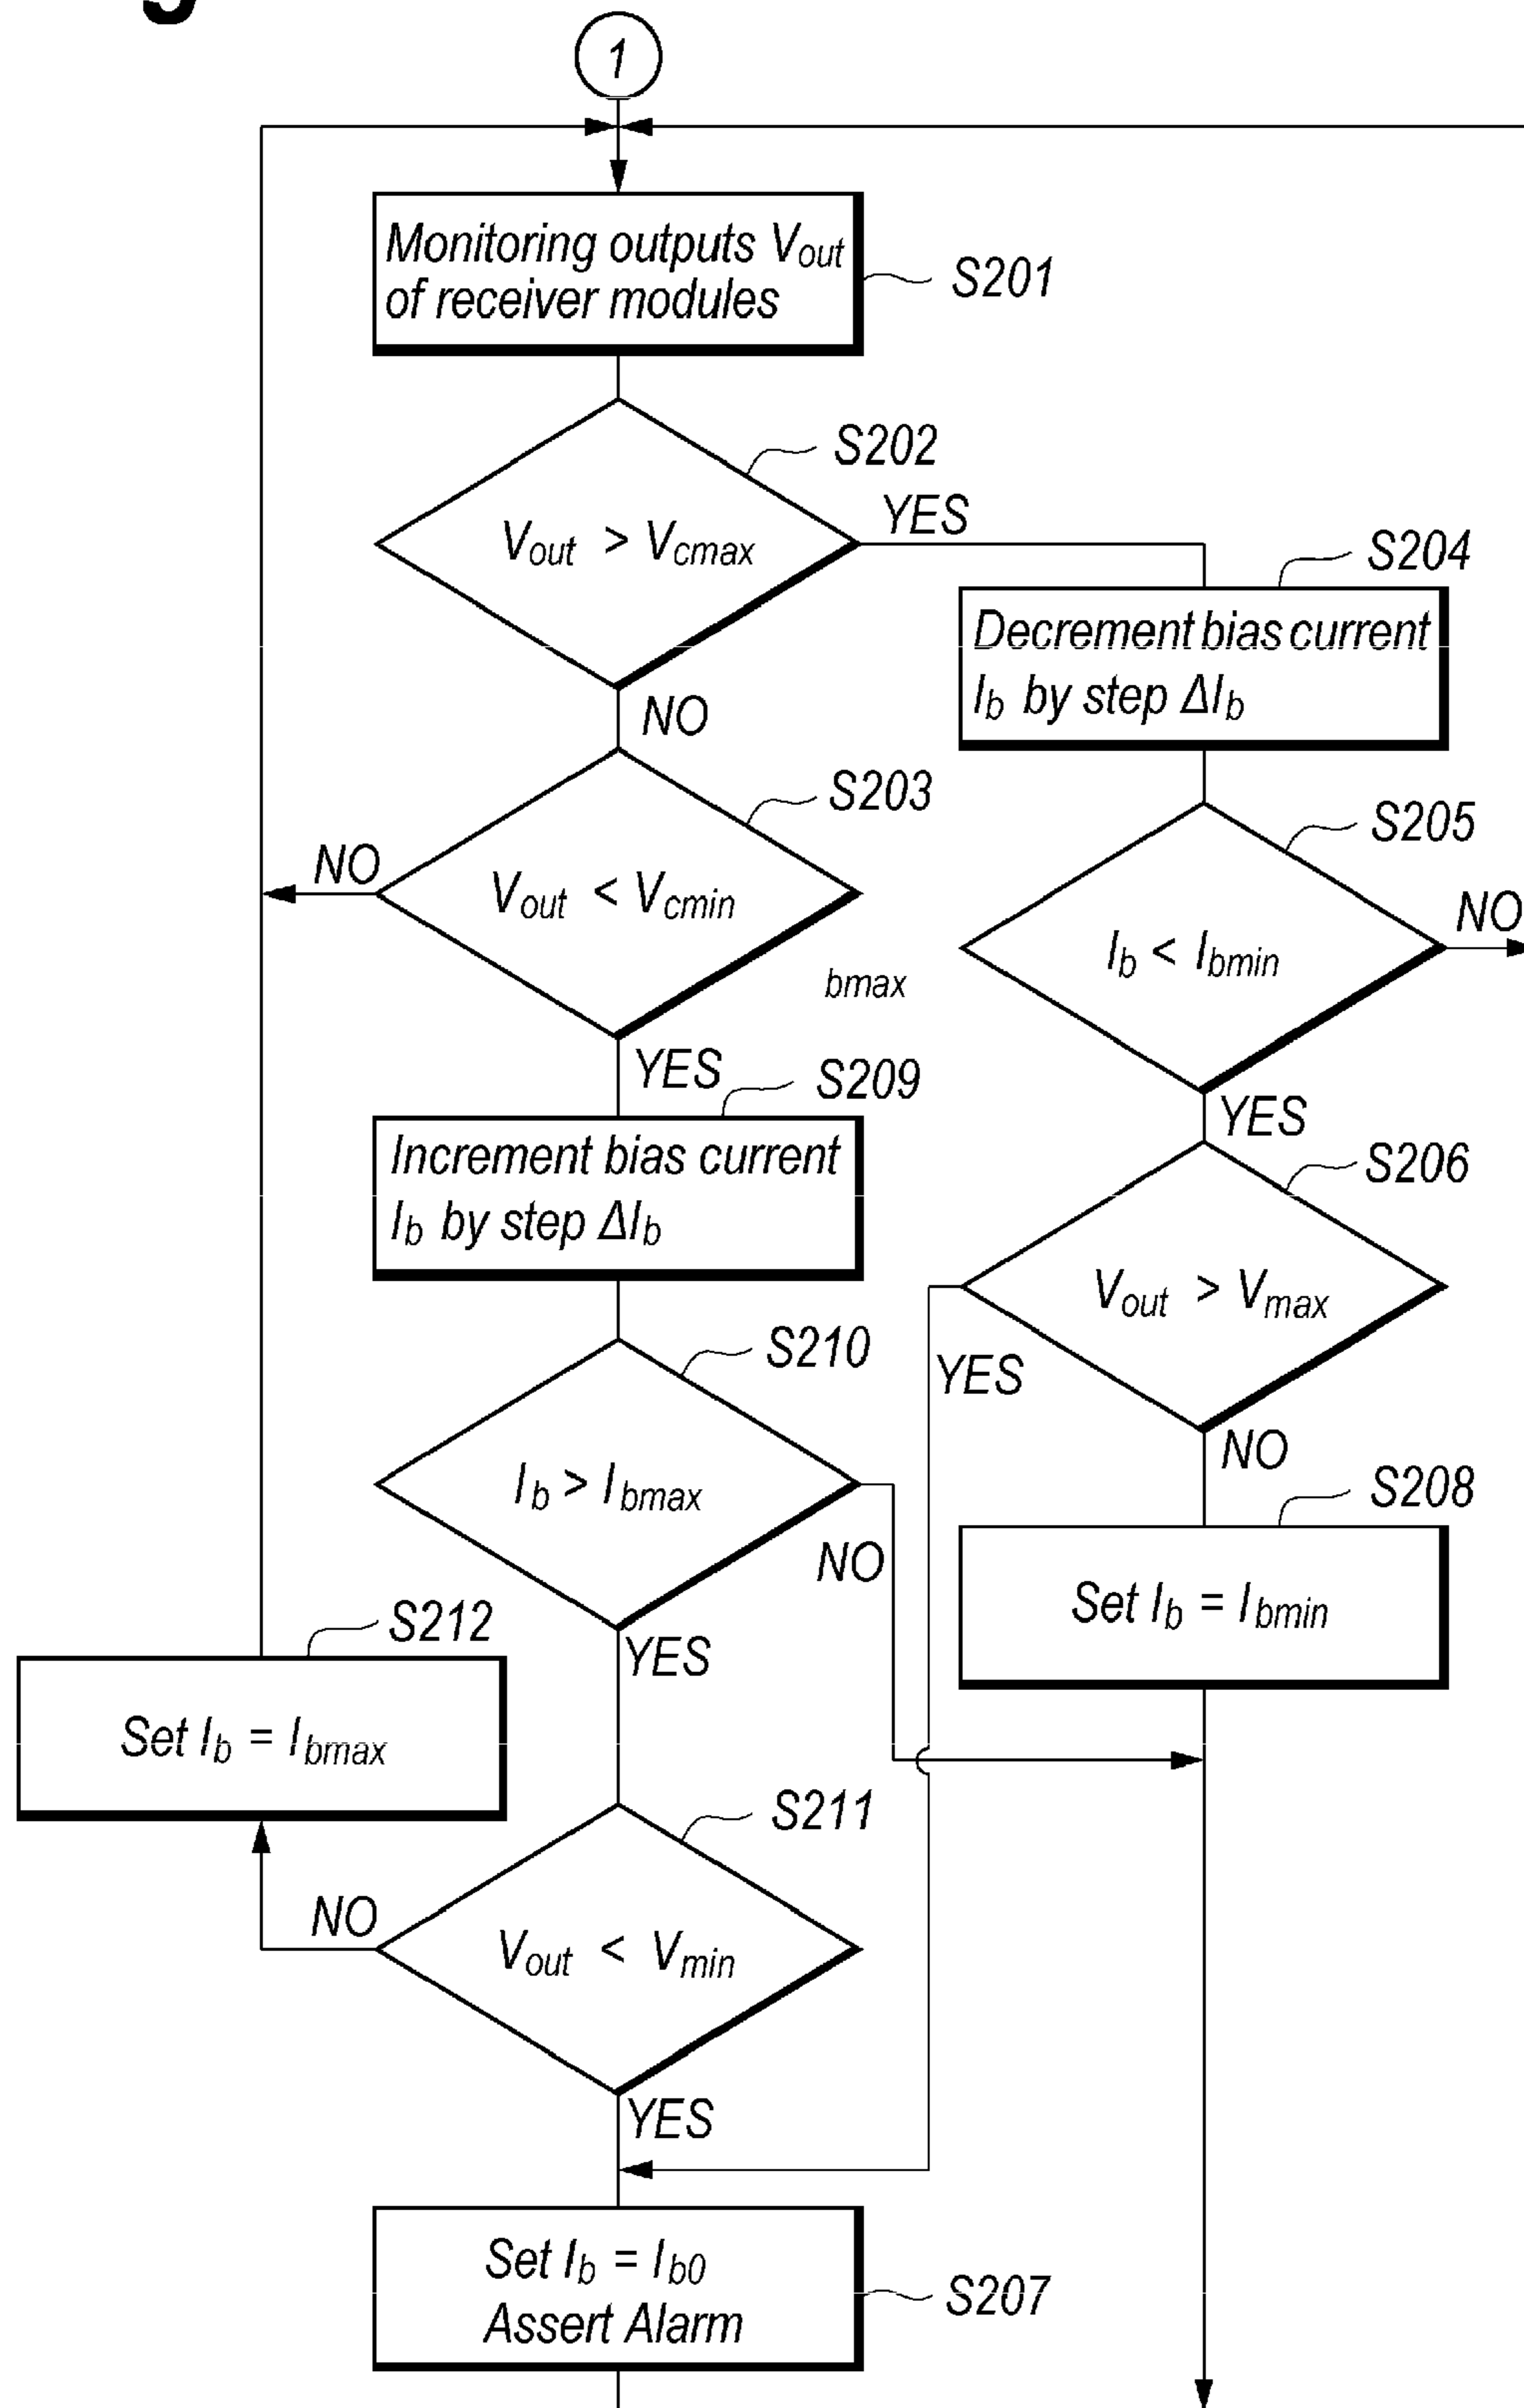 1
Monitoring outputs Vout
of receiver modules
S201
S202
Vout > Vcmax
YES
S204
Decrement bias current
Ib by step ΔIb
NO
S203
S205
NO
Vout < Vcmin
NO
Ib < Ibmin
bmax
YES
S209
YES
Increment bias current
Ib by step ΔIb
S206
Vout > Vmax
S210
YES
NO
Ib > Ibmax
NO
S208
Set Ib = Ibmin
S212
YES
Set Ib = Ibmax
S211
NO
Vout < Vmin
YES
Set Ib = Ib0
Assert Alarm
S207